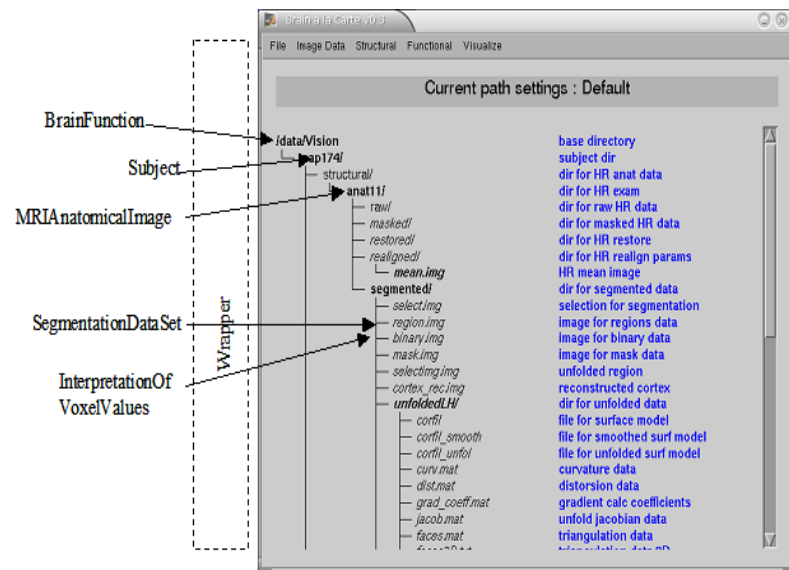 Brain a la Carte v0.3
File Image Data Structural Functional Visualize
Current path settings : Default
BrainFunction
Subject
MRIAnatomicalImage
SegmentationDataSet
InterpretationOf
VoxelValues
Wrapper
/data/Vision base directory
ap174/ subject dir
structural/ dir for HR anat data
anat11/ dir for HR exam
raw/ dir for raw HR data
masked/ dir for masked HR data
restored/ dir for HR restore
realigned/ dir for HR realign params
mean.img HR mean image
segmented/ dir for segmented data
select.img selection for segmentation
region.img image for regions data
binary.img image for binary data
mask.img image for mask data
selectimg.img unfolded region
cortex_rec.img reconstructed cortex
unfoldedLH/ dir for unfolded data
corfil file for surface model
corfil_smooth file for smoothed surf model
corfil_unfol file for unfolded surf model
curv.mat curvature data
dist.mat distorsion data
grad_coeff.mat gradient calc coefficients
jacob.mat unfold jacobian data
faces.mat triangulation data
triangulation data 2D